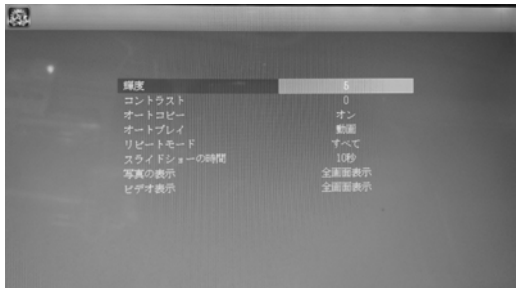 輝度 5
コントラスト 0
オートコピー オン
オートプレイ 動画
リピートモード すべて
スライドショーの時間 10秒
写真の表示 全画面表示
ビデオ表示 全画面表示